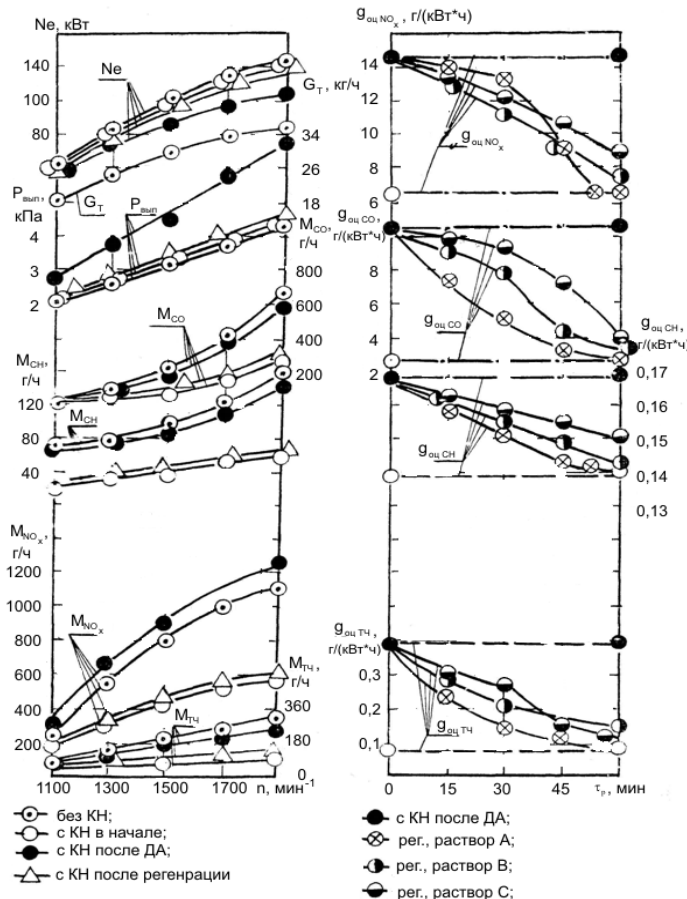 Ne, кВт
140
100
80
Ne
G_T, кг/ч
34
26
18
P_вып,
кПа
4
3
2
G_T
P_вып
M_CO,
г/ч
800
600
400
200
M_CO
M_CH,
г/ч
120
80
40
M_CH
M_NOx,
г/ч
1200
1000
800
600
400
200
M_NOx
M_ТЧ,
г/ч
360
180
0
M_ТЧ
1100
1300
1500
1700
n, мин⁻¹
без КН;
с КН в начале;
с КН после ДА;
с КН после регенрации
g_оц NOx, г/(кВт*ч)
14
12
10
8
6
g_оц NOx
g_оц CO,
г/(кВт*ч)
8
6
4
2
g_оц CO
g_оц CH,
г/(кВт*ч)
0,17
0,16
0,15
0,14
0,13
g_оц CH
g_оц ТЧ,
г/(кВт*ч)
0,3
0,2
0,1
g_оц ТЧ
0
15
30
45
τ_р, мин
с КН после ДА;
рег., раствор А;
рег., раствор В;
рег., раствор С;